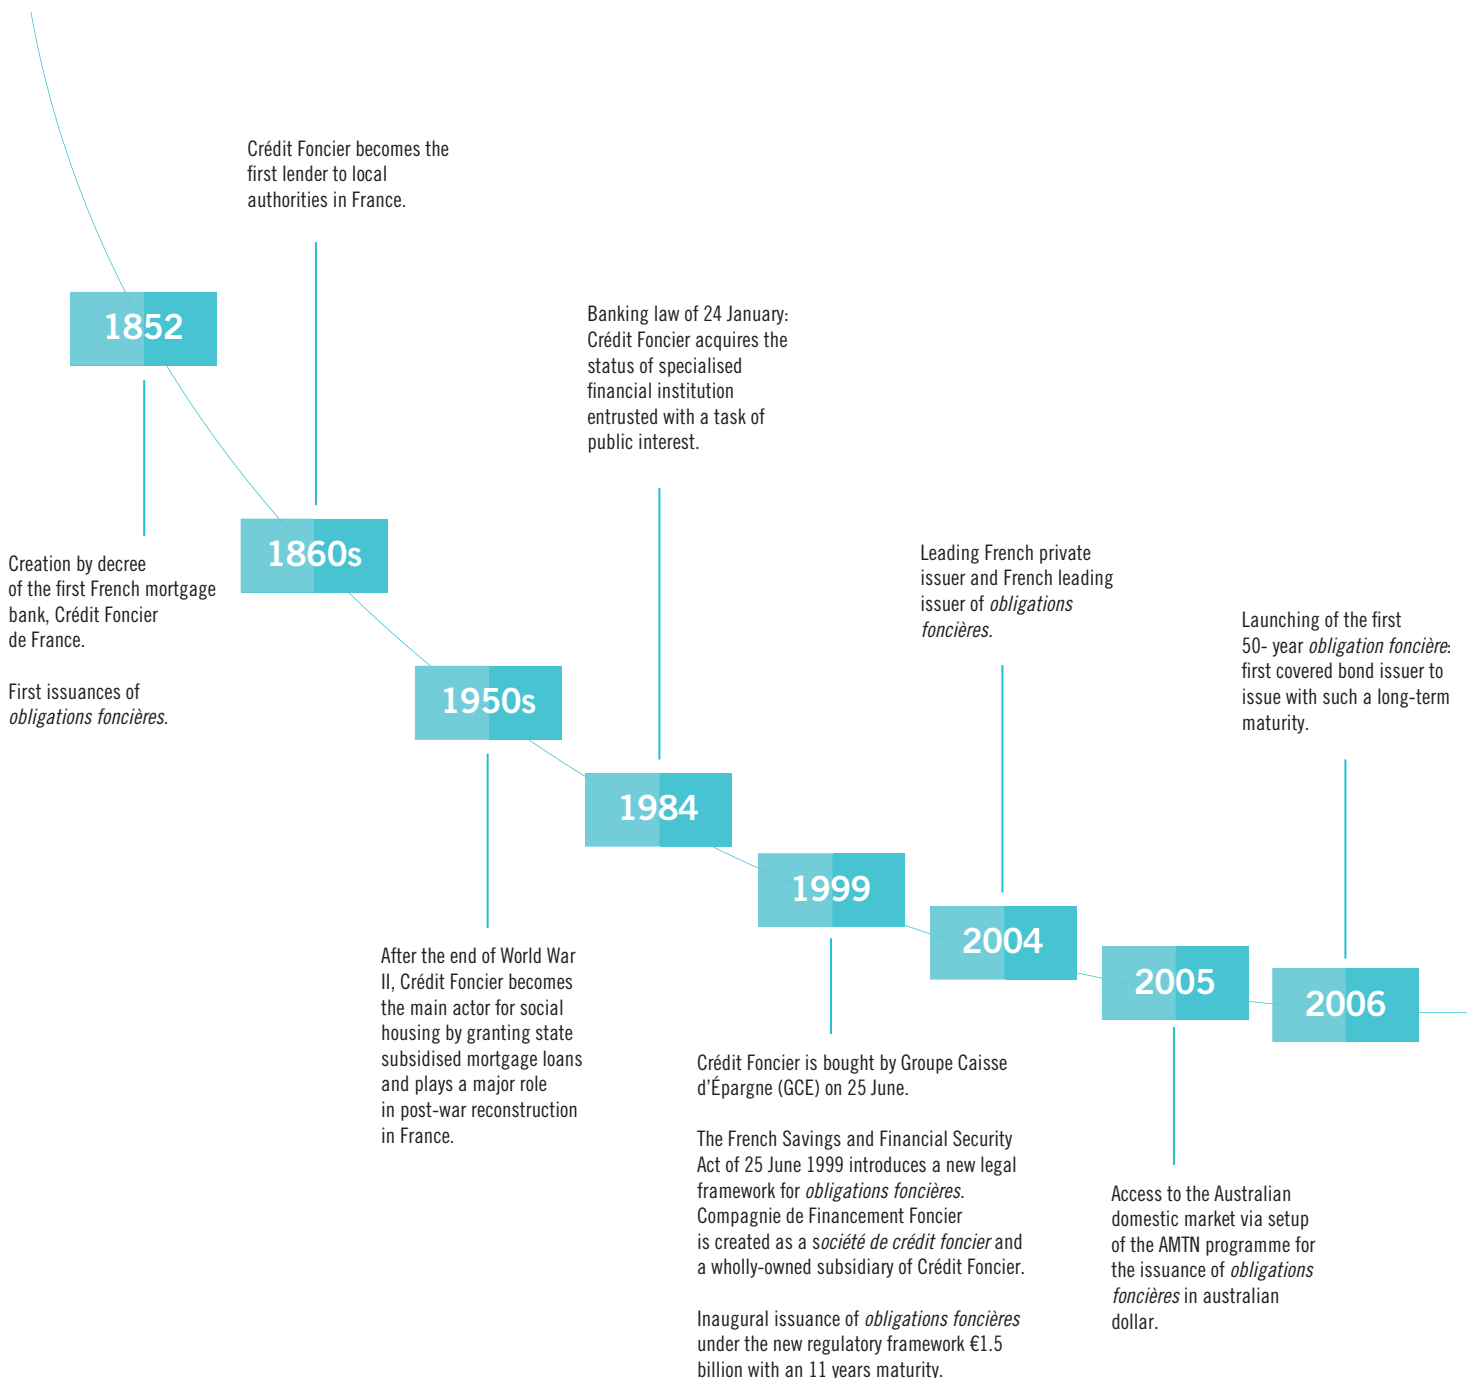 1852
Creation by decree
of the first French mortgage
bank, Crédit Foncier
de France.
First issuances of
obligations foncières.
Crédit Foncier becomes the
first lender to local
authorities in France.
1860s
1950s
After the end of World War
II, Crédit Foncier becomes
the main actor for social
housing by granting state
subsidised mortgage loans
and plays a major role
in post-war reconstruction
in France.
Banking law of 24 January:
Crédit Foncier acquires the
status of specialised
financial institution
entrusted with a task of
public interest.
1984
1999
Crédit Foncier is bought by Groupe Caisse
d’Épargne (GCE) on 25 June.
The French Savings and Financial Security
Act of 25 June 1999 introduces a new legal
framework for obligations foncières.
Compagnie de Financement Foncier
is created as a société de crédit foncier and
a wholly-owned subsidiary of Crédit Foncier.
Inaugural issuance of obligations foncières
under the new regulatory framework €1.5
billion with an 11 years maturity.
Leading French private
issuer and French leading
issuer of obligations
foncières.
2004
2005
Access to the Australian
domestic market via setup
of the AMTN programme for
the issuance of obligations
foncières in australian
dollar.
Launching of the first
50- year obligation foncière:
first covered bond issuer to
issue with such a long-term
maturity.
2006